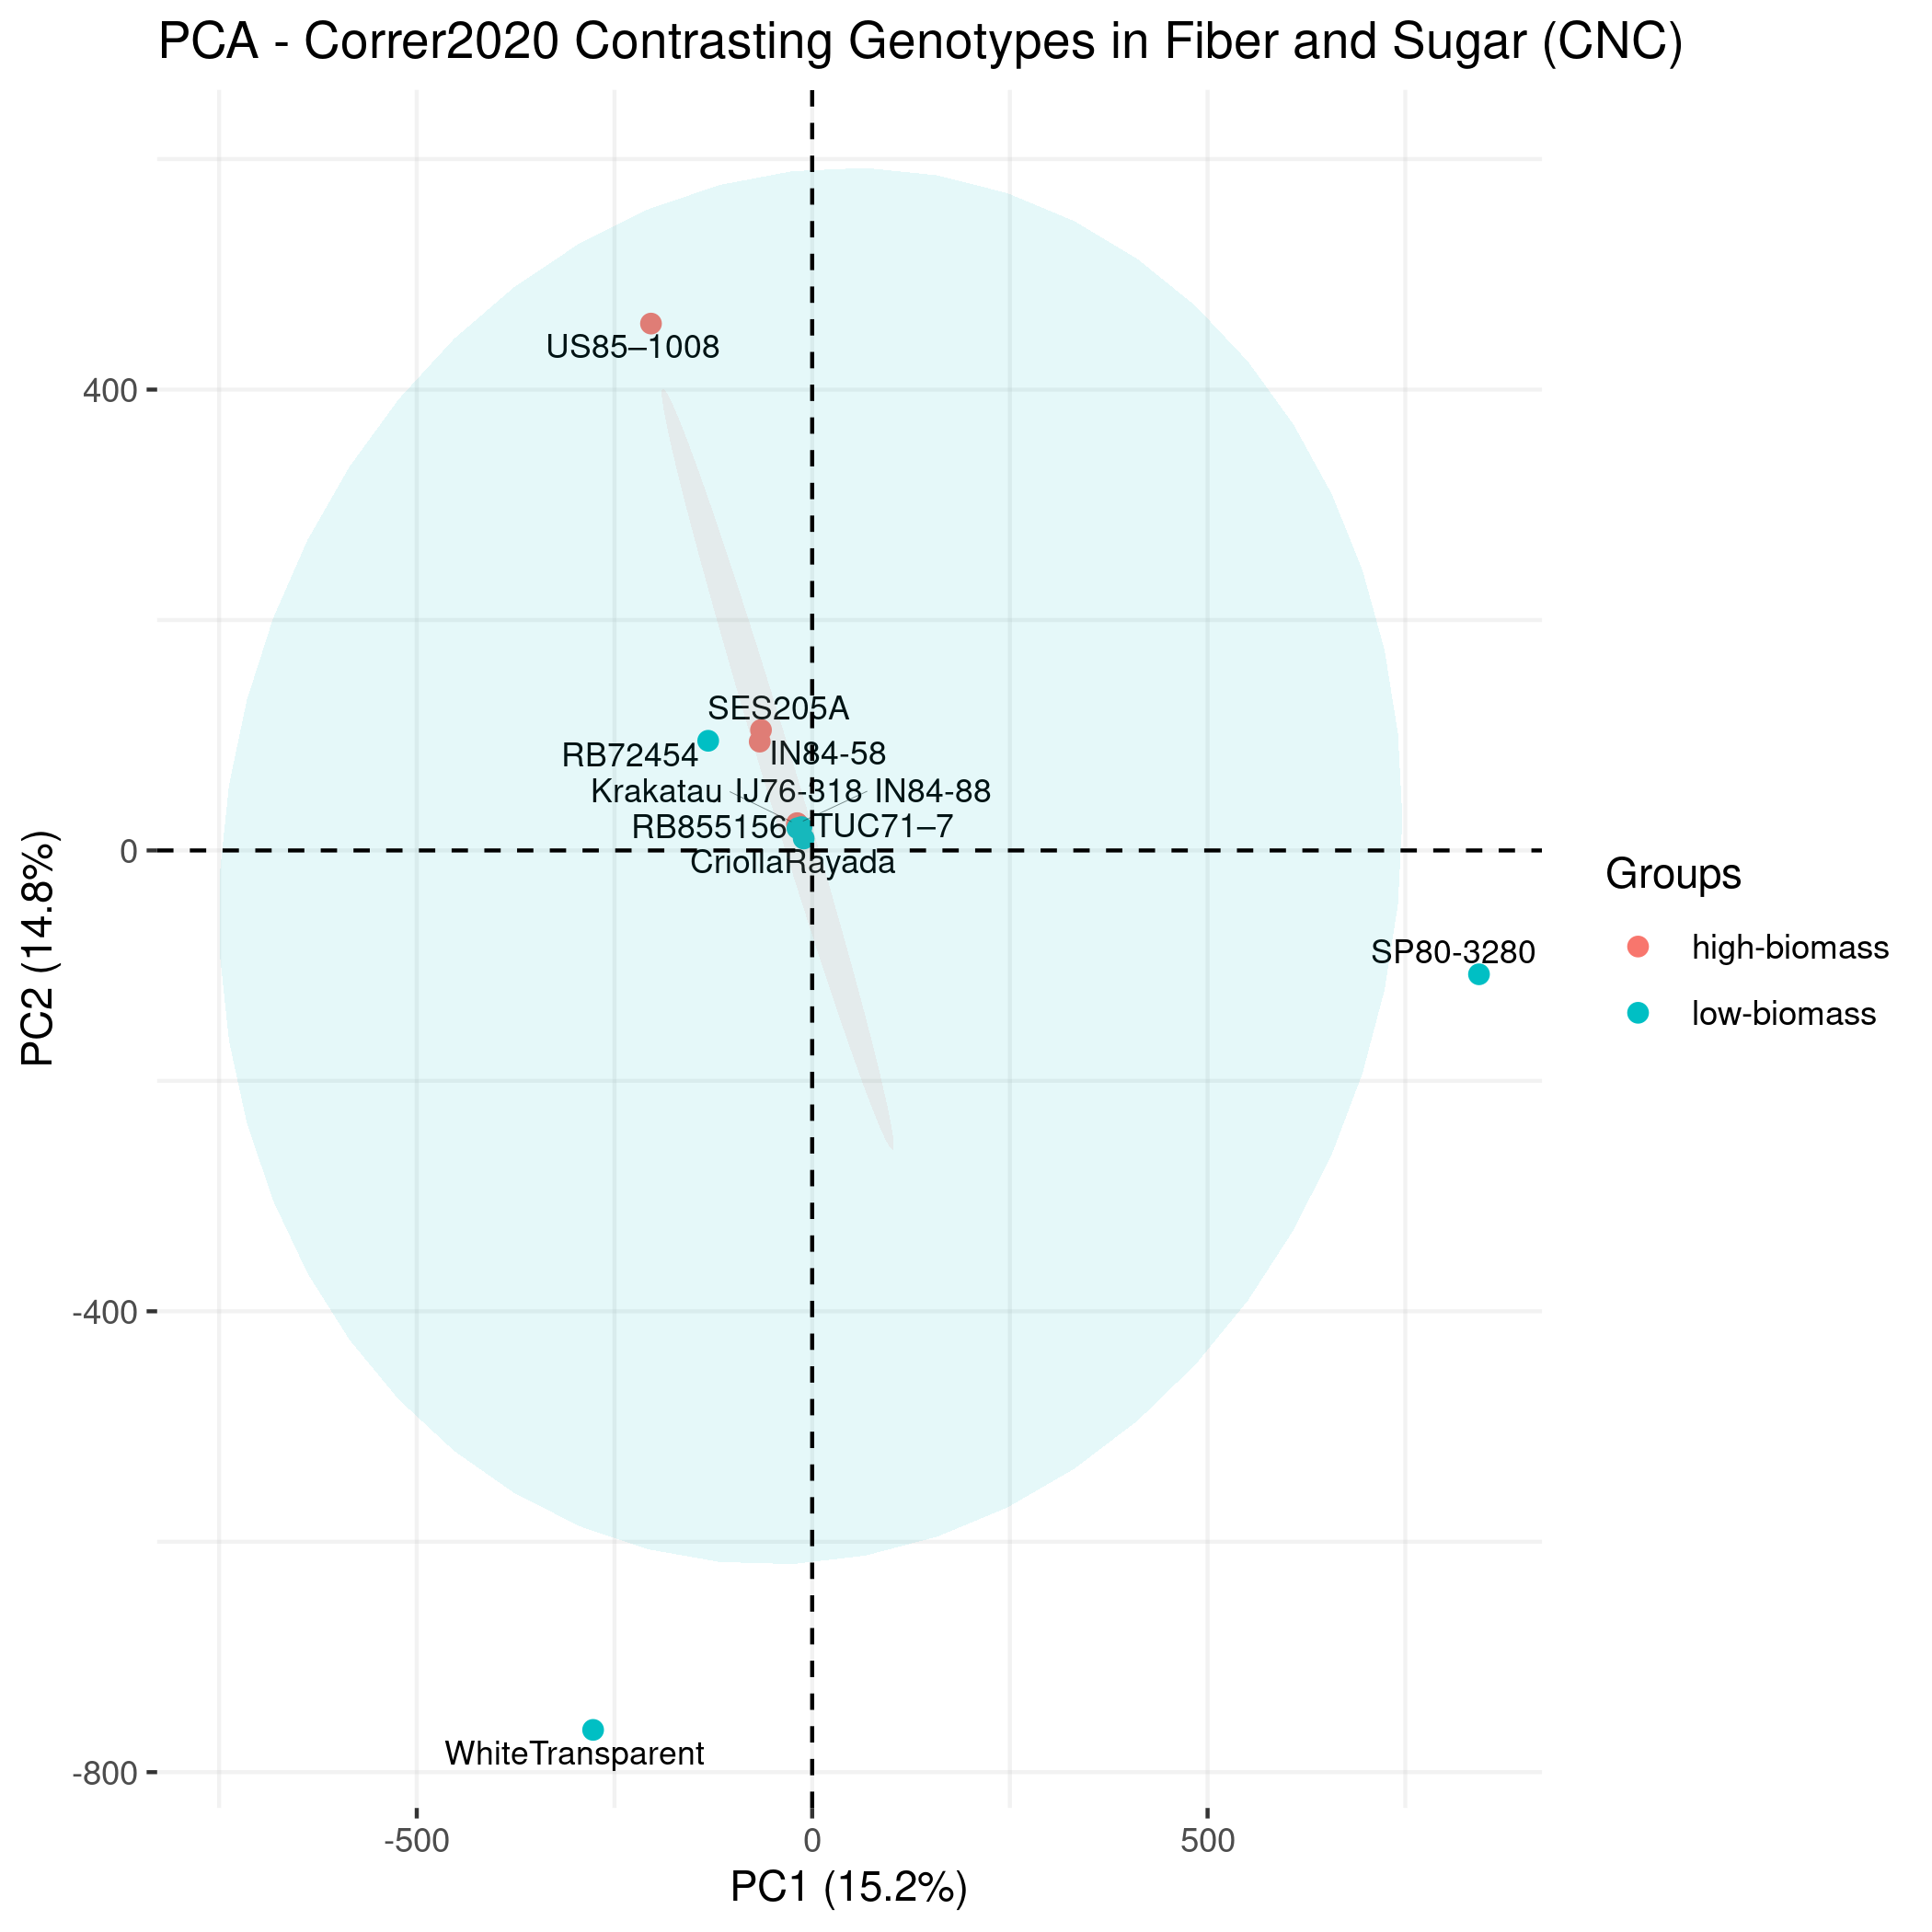 PCA - Correr2020 Contrasting Genotypes in Fiber and Sugar (CNC)
US85–1008
400
SES205A
RB72454
IN84-58
Krakatau IJ76-318 IN84-88
RB855156 TUC71–7
0
CriollaRayada
PC2 (14.8%)
Groups
high-biomass
low-biomass
SP80-3280
-400
WhiteTransparent
-800
-500 0 500
PC1 (15.2%)